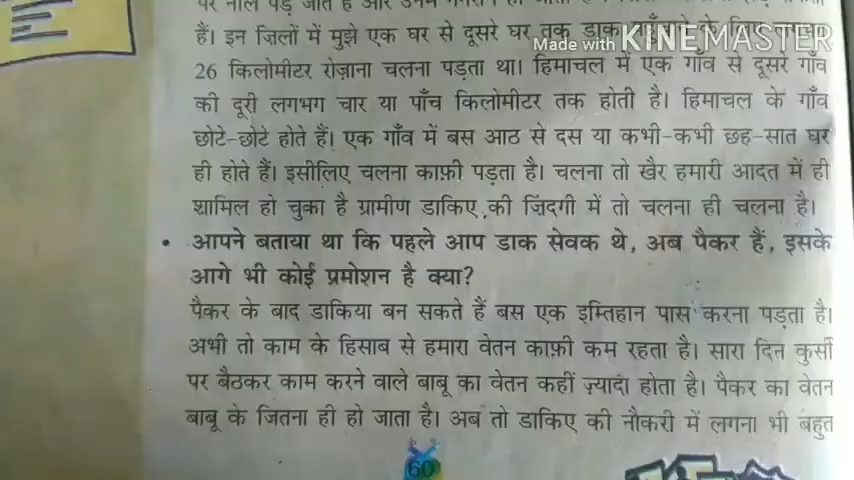 Made with KINEMASTER
हैं। इन ज़िलों में मुझे एक घर से दूसरे घर तक डाक
26 किलोमीटर रोज़ाना चलना पड़ता था। हिमाचल में एक गाँव से दूसरे गाँव
की दूरी लगभग चार या पाँच किलोमीटर तक होती है। हिमाचल के गाँव
छोटे-छोटे होते हैं। एक गाँव में बस आठ से दस या कभी-कभी छह-सात घर
ही होते हैं। इसीलिए चलना काफ़ी पड़ता है। चलना तो खैर हमारी आदत में ही
शामिल हो चुका है ग्रामीण डाकिए की ज़िंदगी में तो चलना ही चलना है।
• आपने बताया था कि पहले आप डाक सेवक थे, अब पैकर हैं, इसके
आगे भी कोई प्रमोशन है क्या?
पैकर के बाद डाकिया बन सकते हैं बस एक इम्तिहान पास करना पड़ता है।
अभी तो काम के हिसाब से हमारा वेतन काफ़ी कम रहता है। सारा दिन कुर्सी
पर बैठकर काम करने वाले बाबू का वेतन कहीं ज़्यादा होता है। पैकर का वेतन
बाबू के जितना ही हो जाता है। अब तो डाकिए की नौकरी में लगना भी बहुत
60